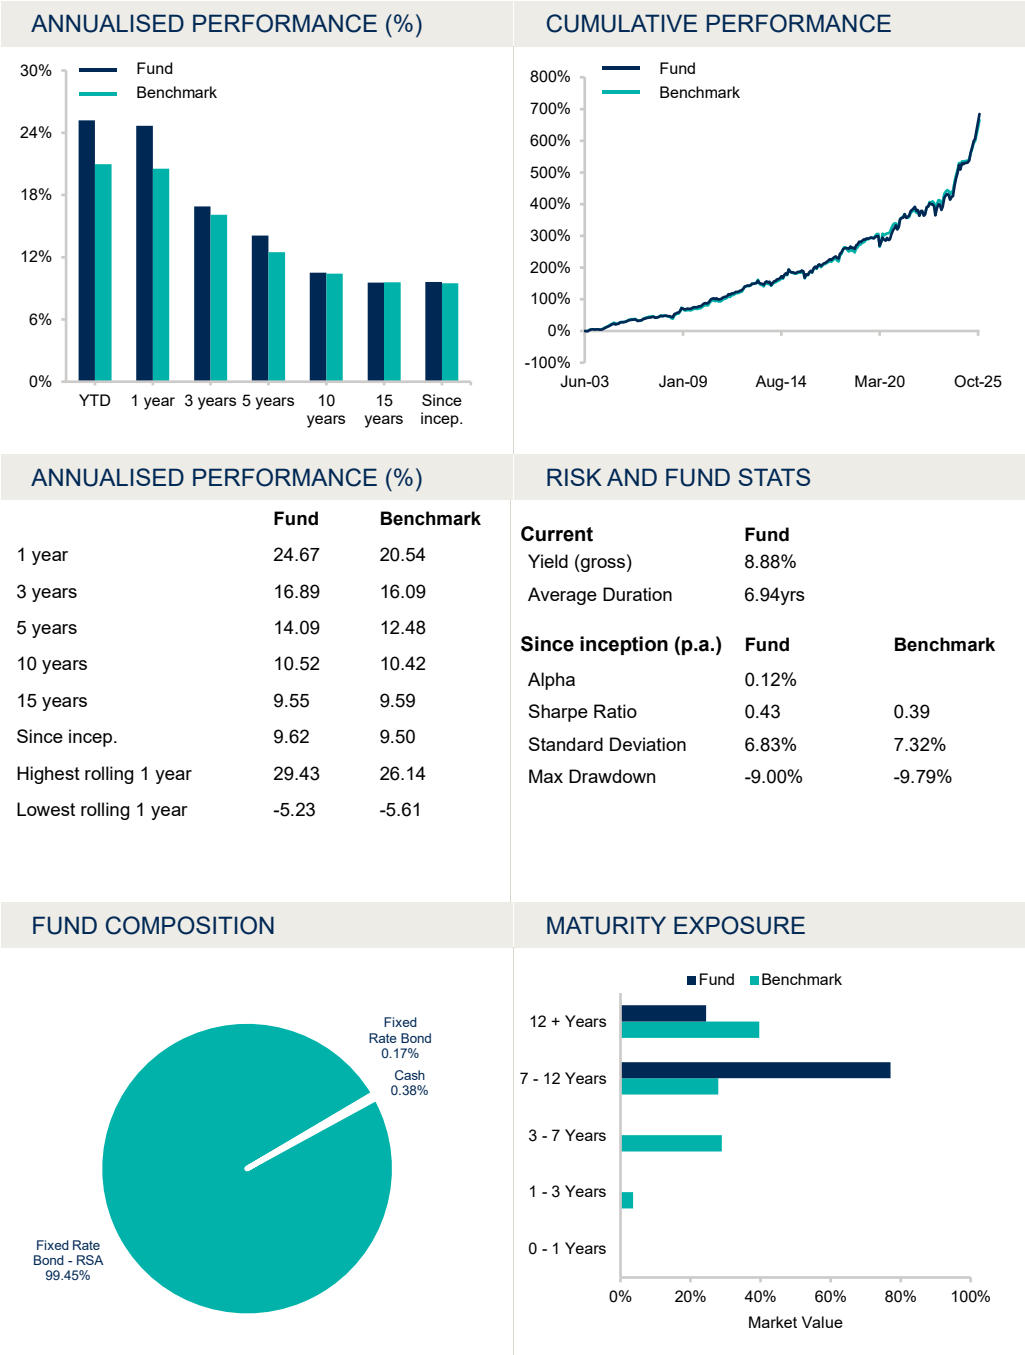 ANNUALISED PERFORMANCE (%)
Fund
Benchmark
30%
24%
18%
12%
6%
0%
YTD 1 year 3 years 5 years 10 years 15 years Since incep.
CUMULATIVE PERFORMANCE
Fund
Benchmark
800%
700%
600%
500%
400%
300%
200%
100%
0%
-100%
Jun-03 Jan-09 Aug-14 Mar-20 Oct-25
ANNUALISED PERFORMANCE (%)
Fund Benchmark
1 year 24.67 20.54
3 years 16.89 16.09
5 years 14.09 12.48
10 years 10.52 10.42
15 years 9.55 9.59
Since incep. 9.62 9.50
Highest rolling 1 year 29.43 26.14
Lowest rolling 1 year -5.23 -5.61
RISK AND FUND STATS
Current Fund
Yield (gross) 8.88%
Average Duration 6.94yrs
Since inception (p.a.) Fund Benchmark
Alpha 0.12%
Sharpe Ratio 0.43 0.39
Standard Deviation 6.83% 7.32%
Max Drawdown -9.00% -9.79%
FUND COMPOSITION
Fixed
Rate Bond
0.17%
Cash
0.38%
Fixed Rate
Bond - RSA
99.45%
MATURITY EXPOSURE
Fund Benchmark
12 + Years
7 - 12 Years
3 - 7 Years
1 - 3 Years
0 - 1 Years
0% 20% 40% 60% 80% 100%
Market Value